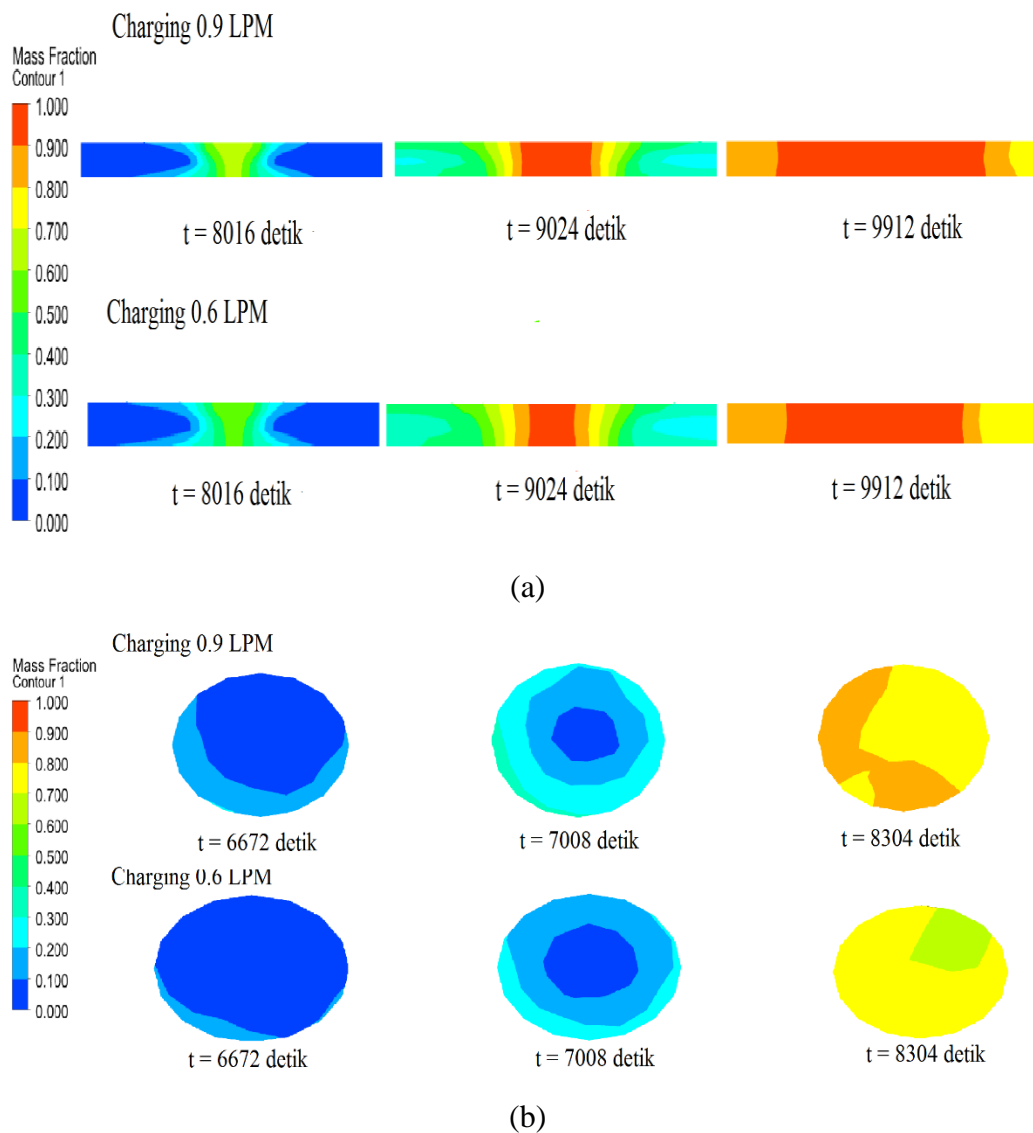 Charging 0.9 LPM
Mass Fraction
Contour 1
1.000
0.900
0.800
0.700
0.600
0.500
0.400
0.300
0.200
0.100
0.000
t = 8016 detik
t = 9024 detik
t = 9912 detik
Charging 0.6 LPM
t = 8016 detik
t = 9024 detik
t = 9912 detik
(a)
Charging 0.9 LPM
Mass Fraction
Contour 1
1.000
0.900
0.800
0.700
0.600
0.500
0.400
0.300
0.200
0.100
0.000
t = 6672 detik
t = 7008 detik
t = 8304 detik
Charging 0.6 LPM
t = 6672 detik
t = 7008 detik
t = 8304 detik
(b)